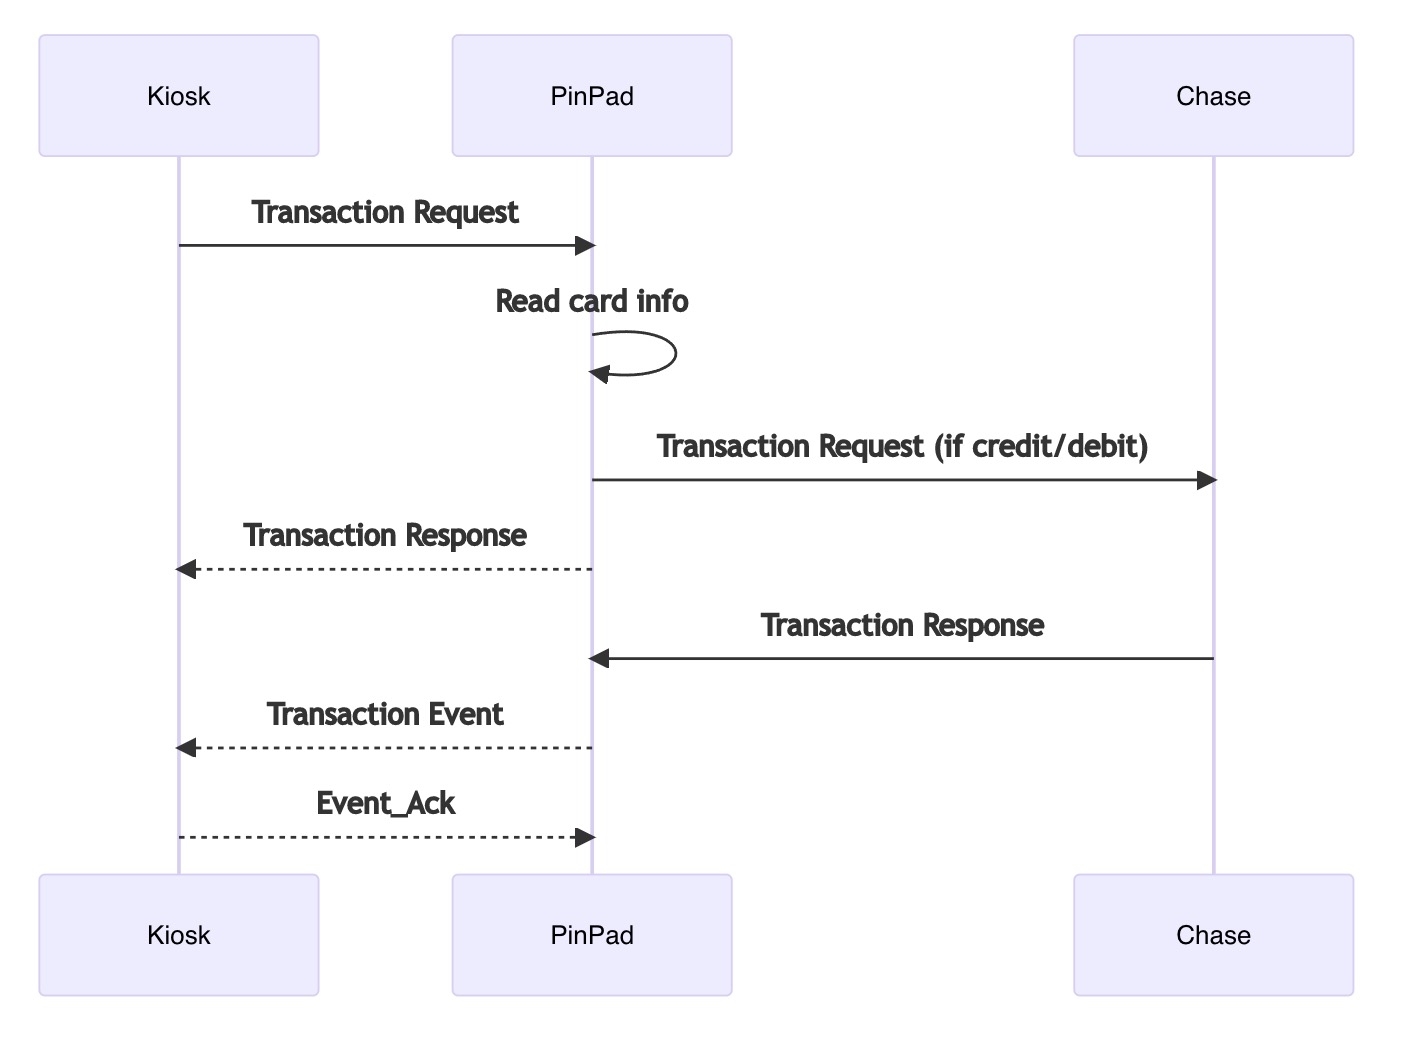 Kiosk
PinPad
Chase
Transaction Request
Read card info
Transaction Request (if credit/debit)
Transaction Response
Transaction Response
Transaction Event
Event_Ack
Kiosk
PinPad
Chase